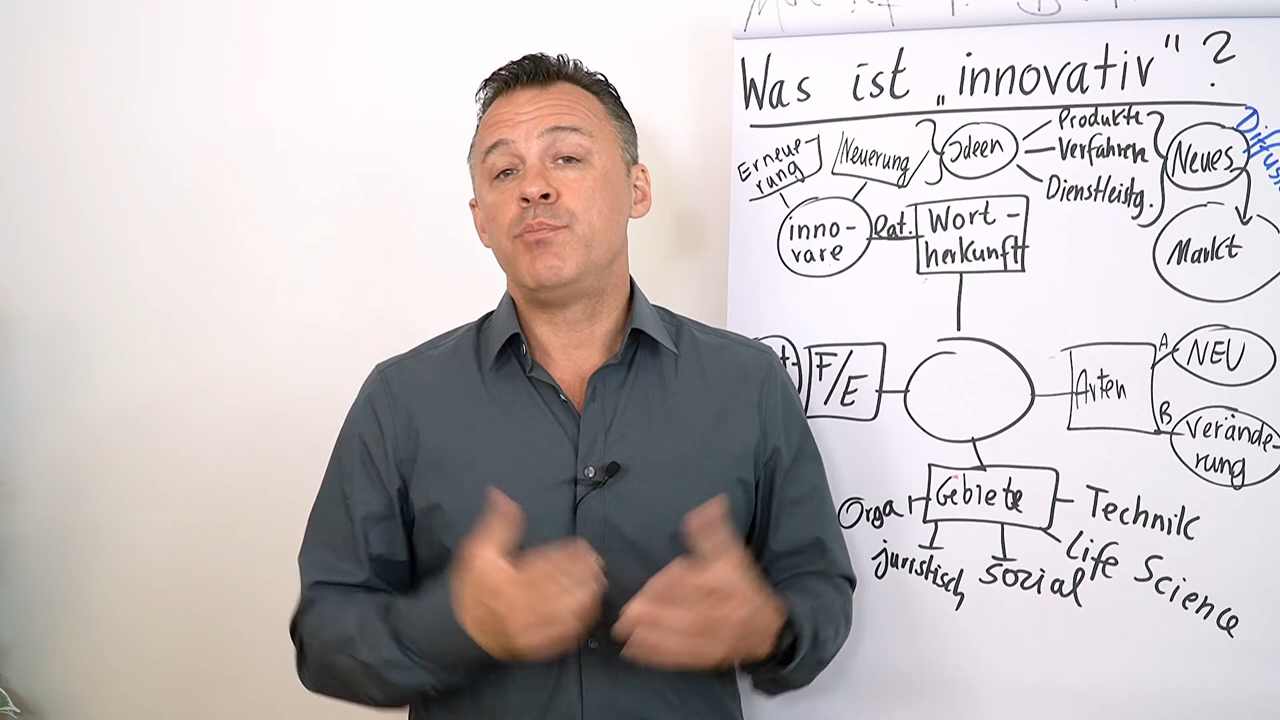 Was ist „innovativ" ?
Erneue-
rung
Neuerung
Ideen
Produkte
Verfahren
Dienstleistg.
Neues
inno-
vare
lat.
Wort-
herkunft
Markt
F/E
Arten
A
NEU
B
Verände-
rung
Gebiete
Orga
Technik
juristisch
Sozial
Life Science